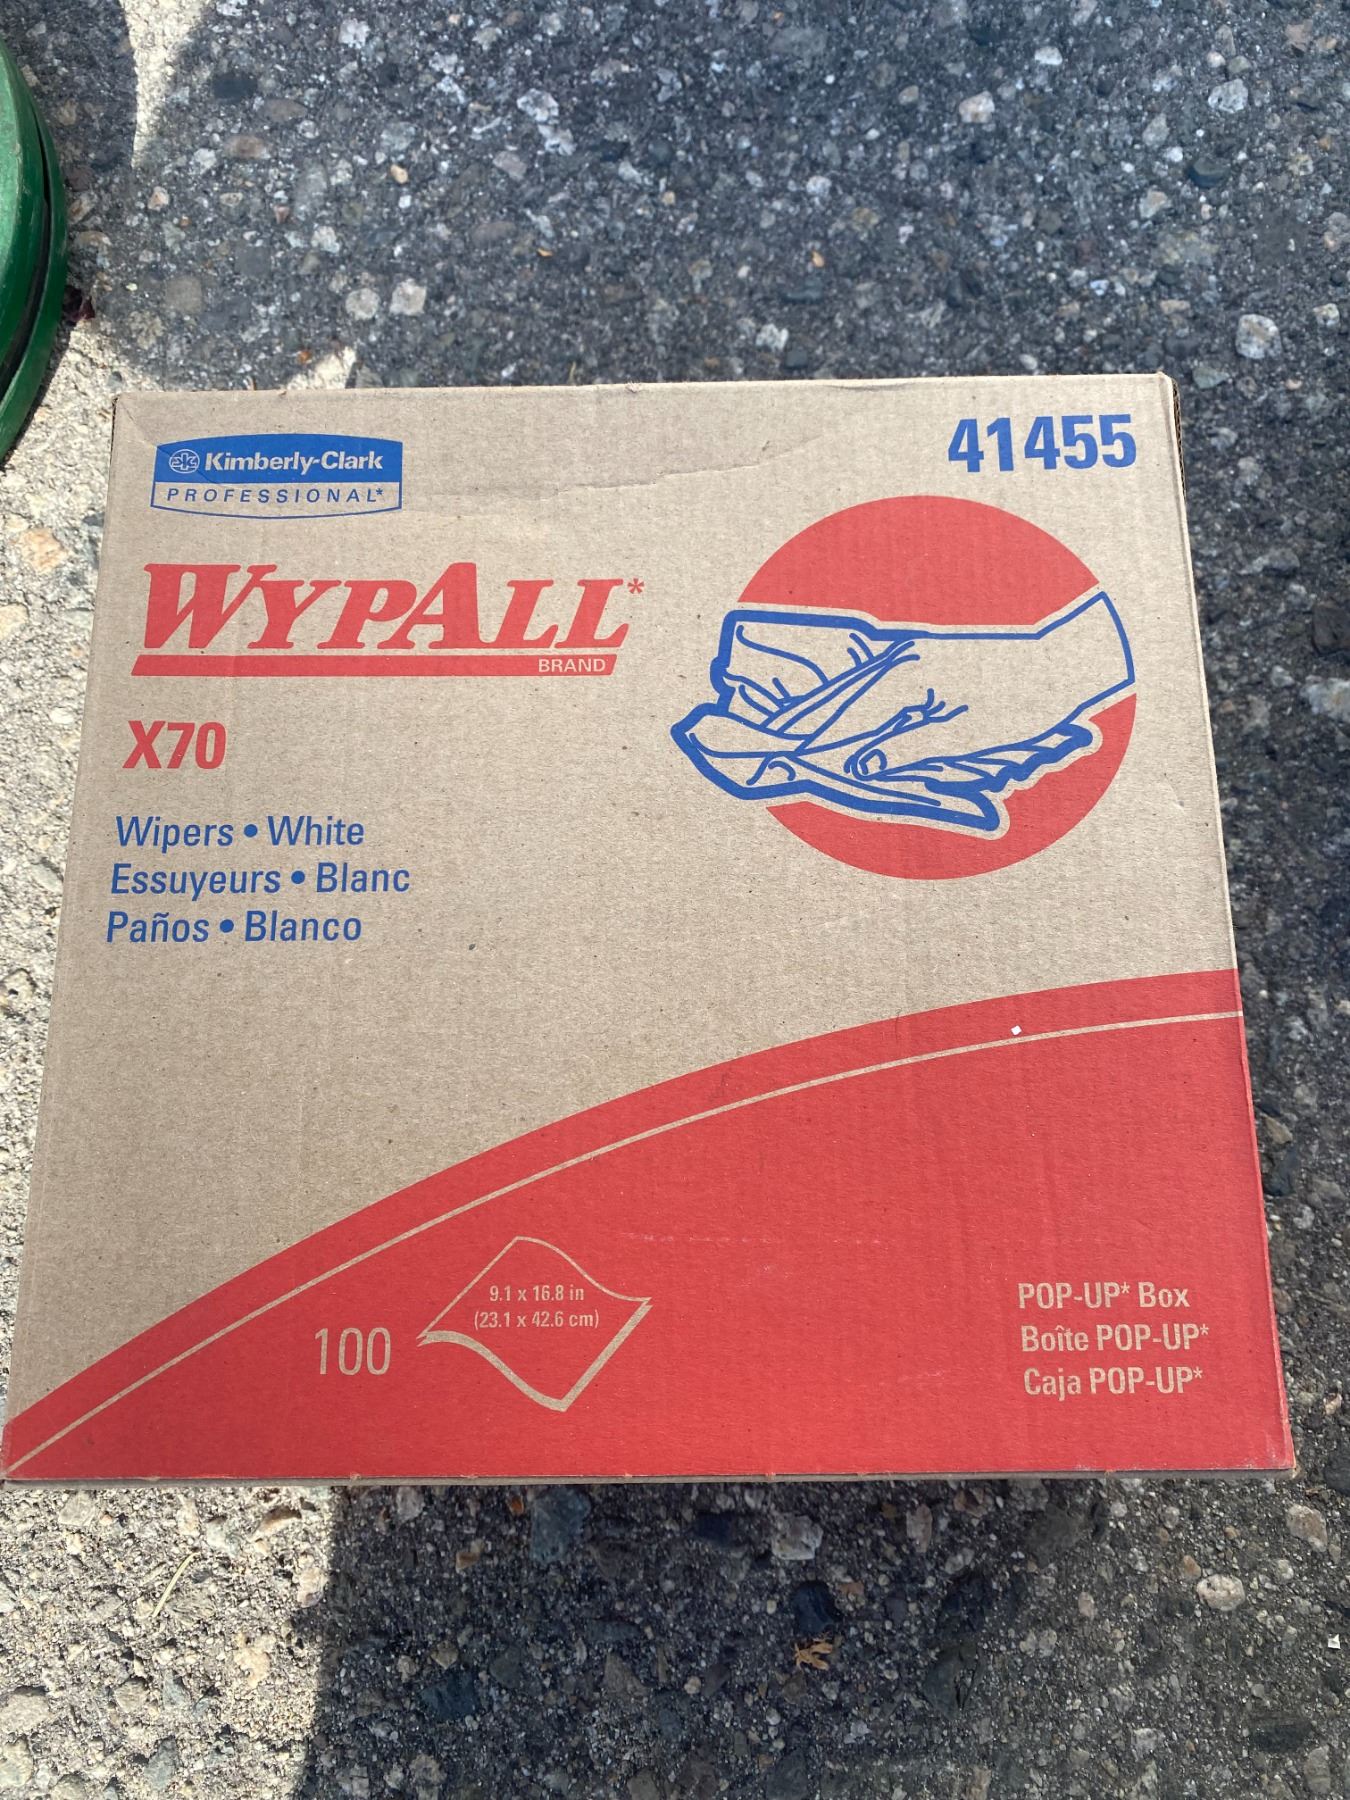 Kimberly-Clark
PROFESSIONAL*
41455
WYPALL*
BRAND
X70
Wipers • White
Essuyeurs • Blanc
Paños • Blanco
100
9.1 x 16.8 in
(23.1 x 42.6 cm)
POP-UP* Box
Boîte POP-UP*
Caja POP-UP*